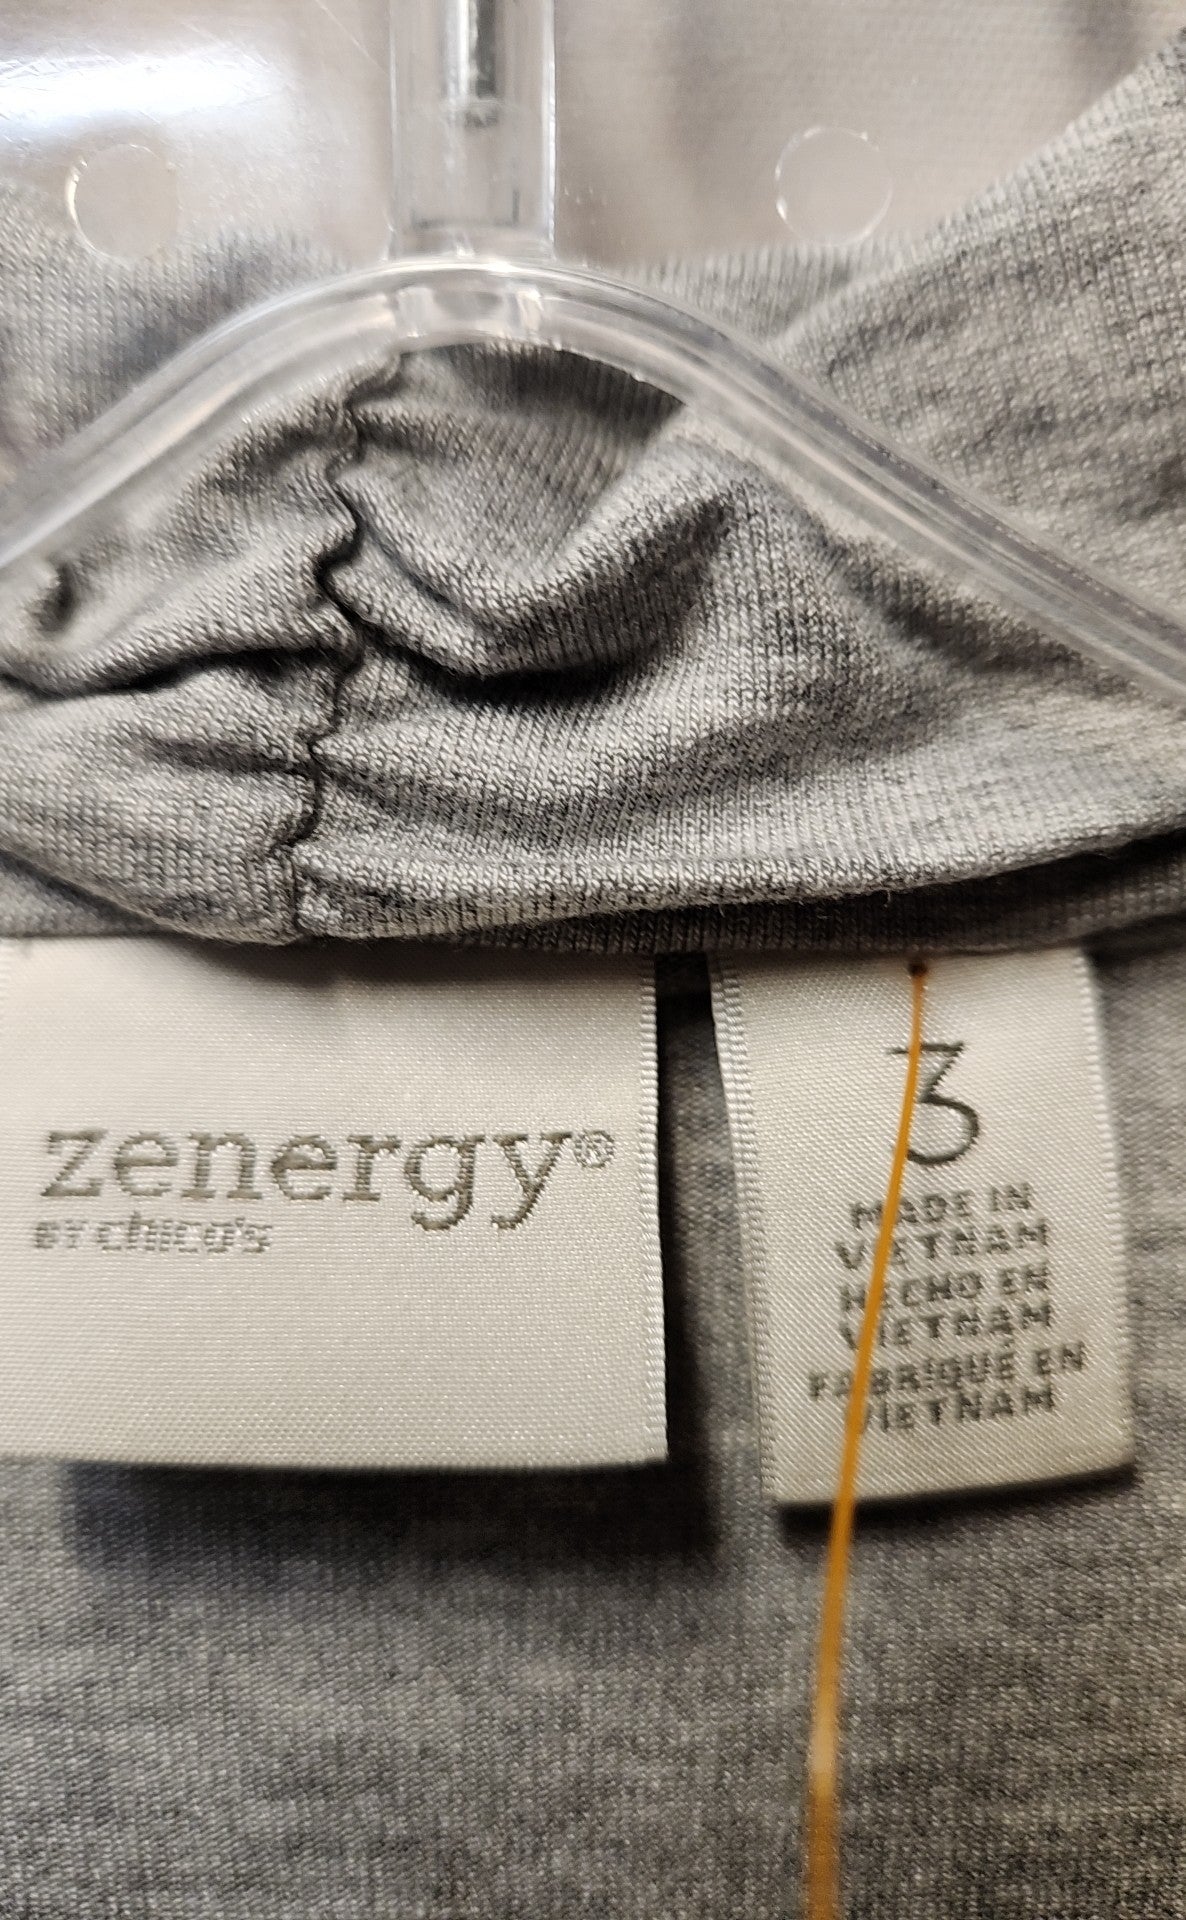 zenergy®
BY chico's
3
MADE IN
VIETNAM
HECHO EN
VIETNAM
FABRIQUÉ EN
VIETNAM